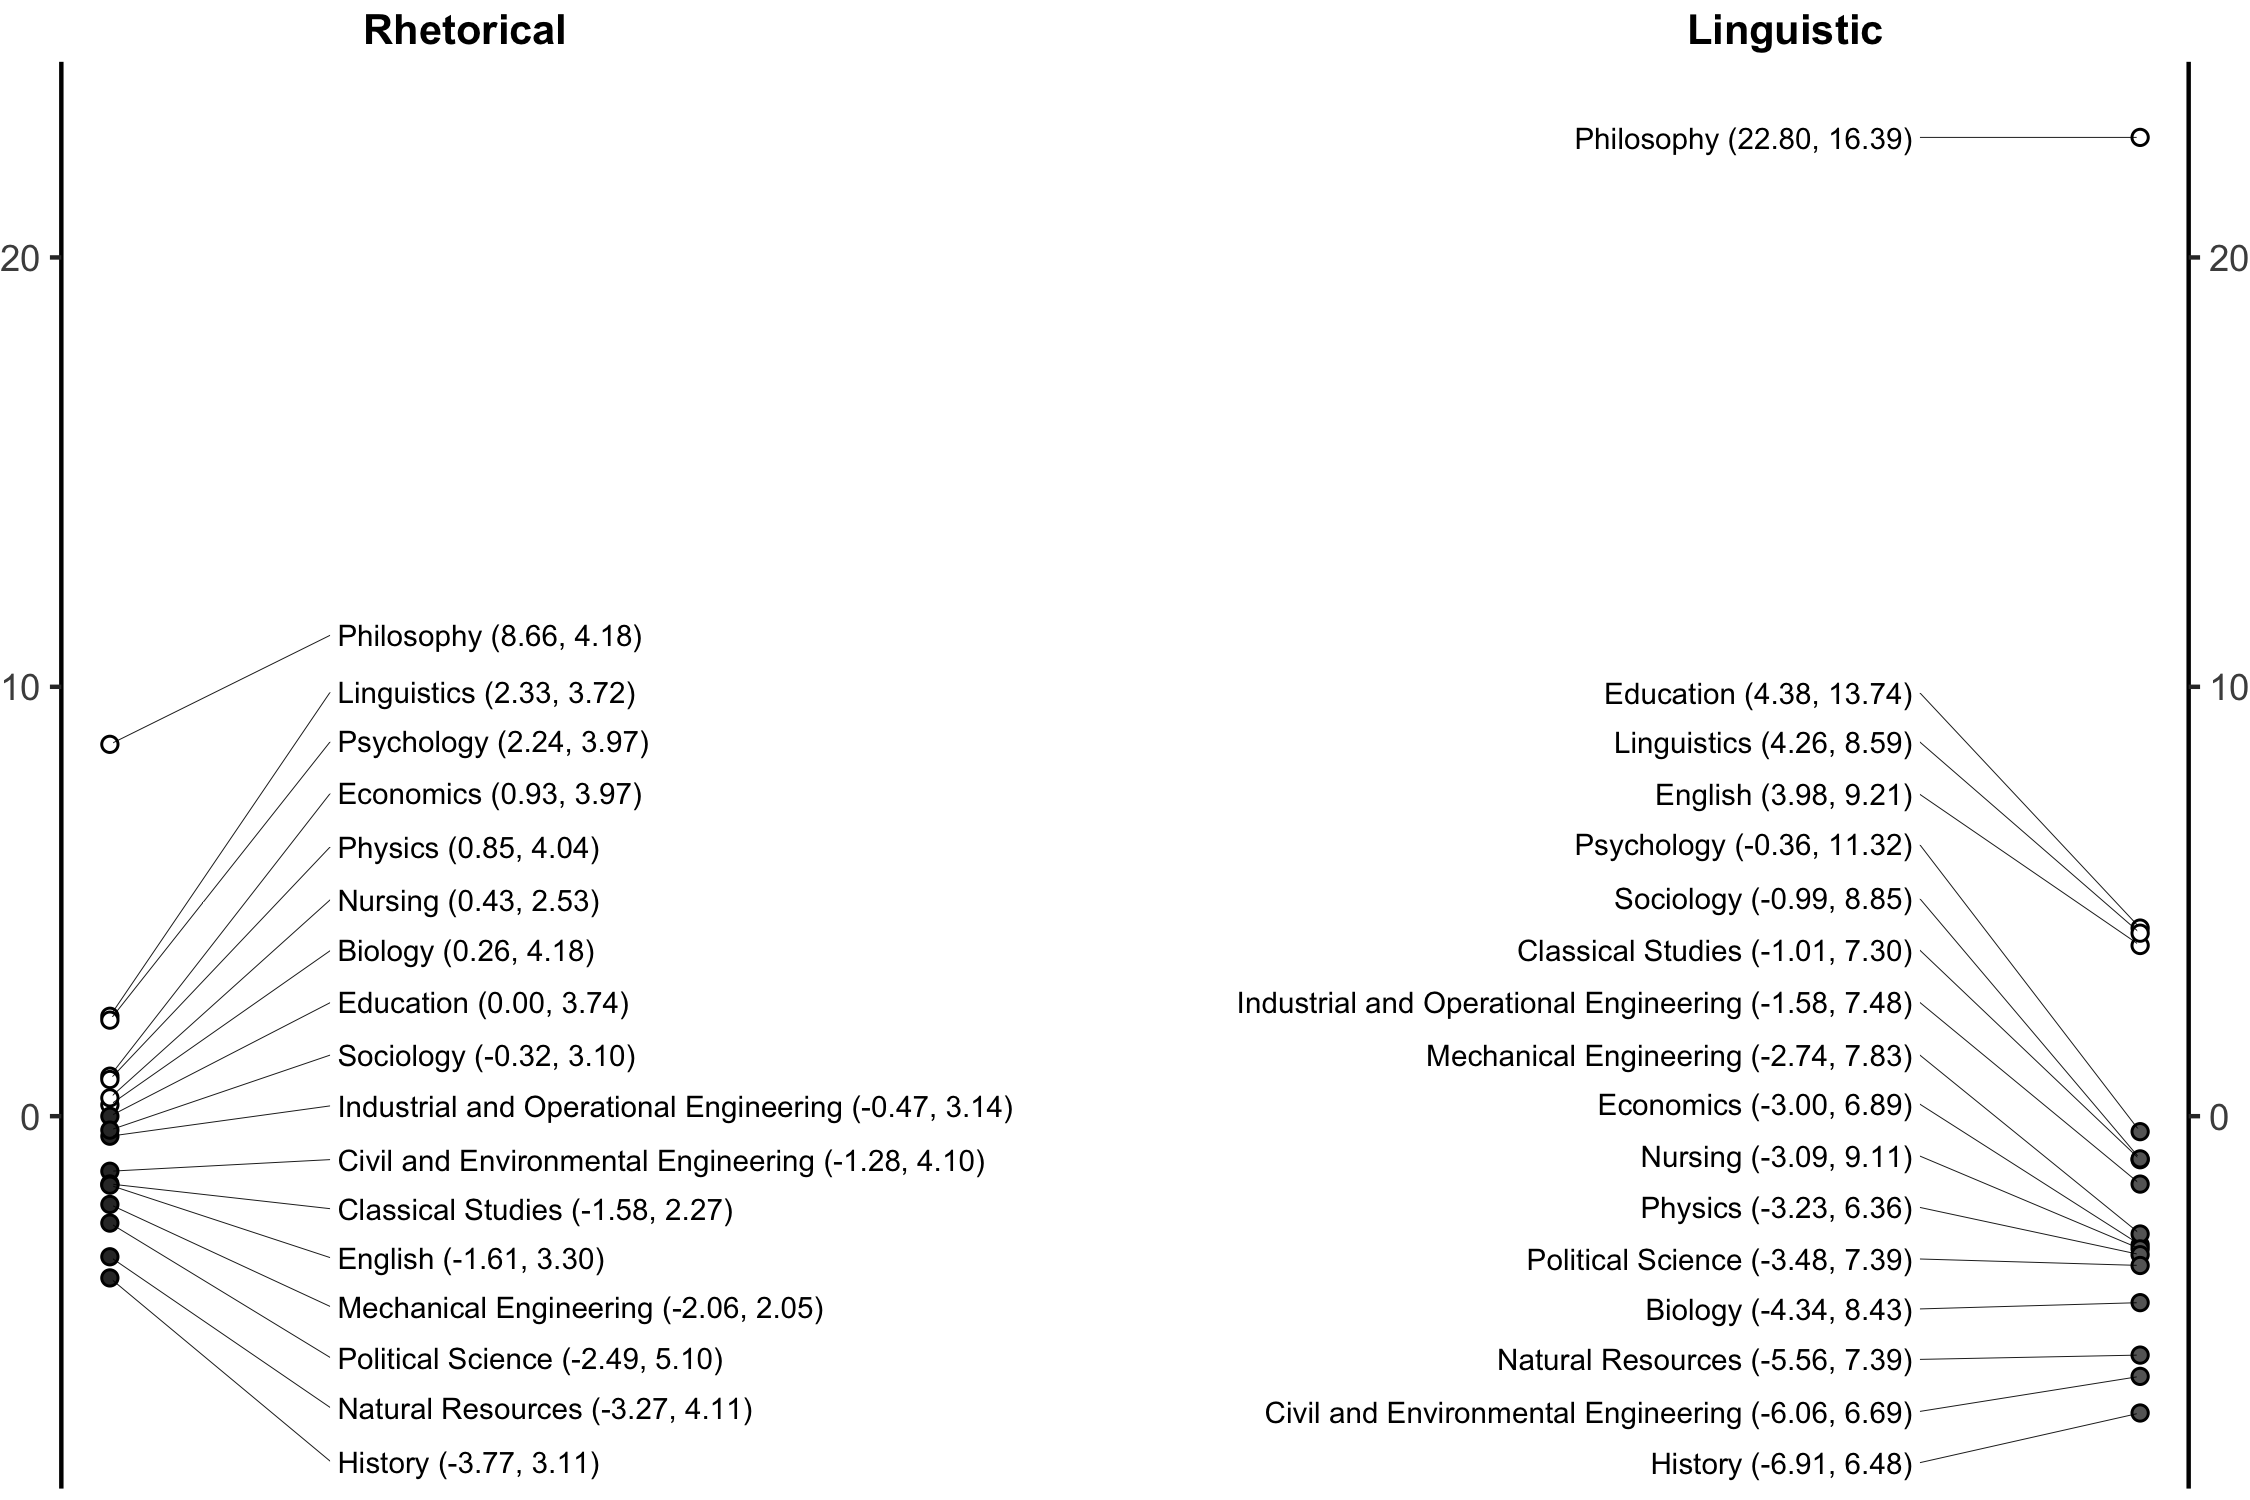 Rhetorical
20
10
0
Philosophy (8.66, 4.18)
Linguistics (2.33, 3.72)
Psychology (2.24, 3.97)
Economics (0.93, 3.97)
Physics (0.85, 4.04)
Nursing (0.43, 2.53)
Biology (0.26, 4.18)
Education (0.00, 3.74)
Sociology (-0.32, 3.10)
Industrial and Operational Engineering (-0.47, 3.14)
Civil and Environmental Engineering (-1.28, 4.10)
Classical Studies (-1.58, 2.27)
English (-1.61, 3.30)
Mechanical Engineering (-2.06, 2.05)
Political Science (-2.49, 5.10)
Natural Resources (-3.27, 4.11)
History (-3.77, 3.11)
Linguistic
Philosophy (22.80, 16.39)
Education (4.38, 13.74)
Linguistics (4.26, 8.59)
English (3.98, 9.21)
Psychology (-0.36, 11.32)
Sociology (-0.99, 8.85)
Classical Studies (-1.01, 7.30)
Industrial and Operational Engineering (-1.58, 7.48)
Mechanical Engineering (-2.74, 7.83)
Economics (-3.00, 6.89)
Nursing (-3.09, 9.11)
Physics (-3.23, 6.36)
Political Science (-3.48, 7.39)
Biology (-4.34, 8.43)
Natural Resources (-5.56, 7.39)
Civil and Environmental Engineering (-6.06, 6.69)
History (-6.91, 6.48)
20
10
0